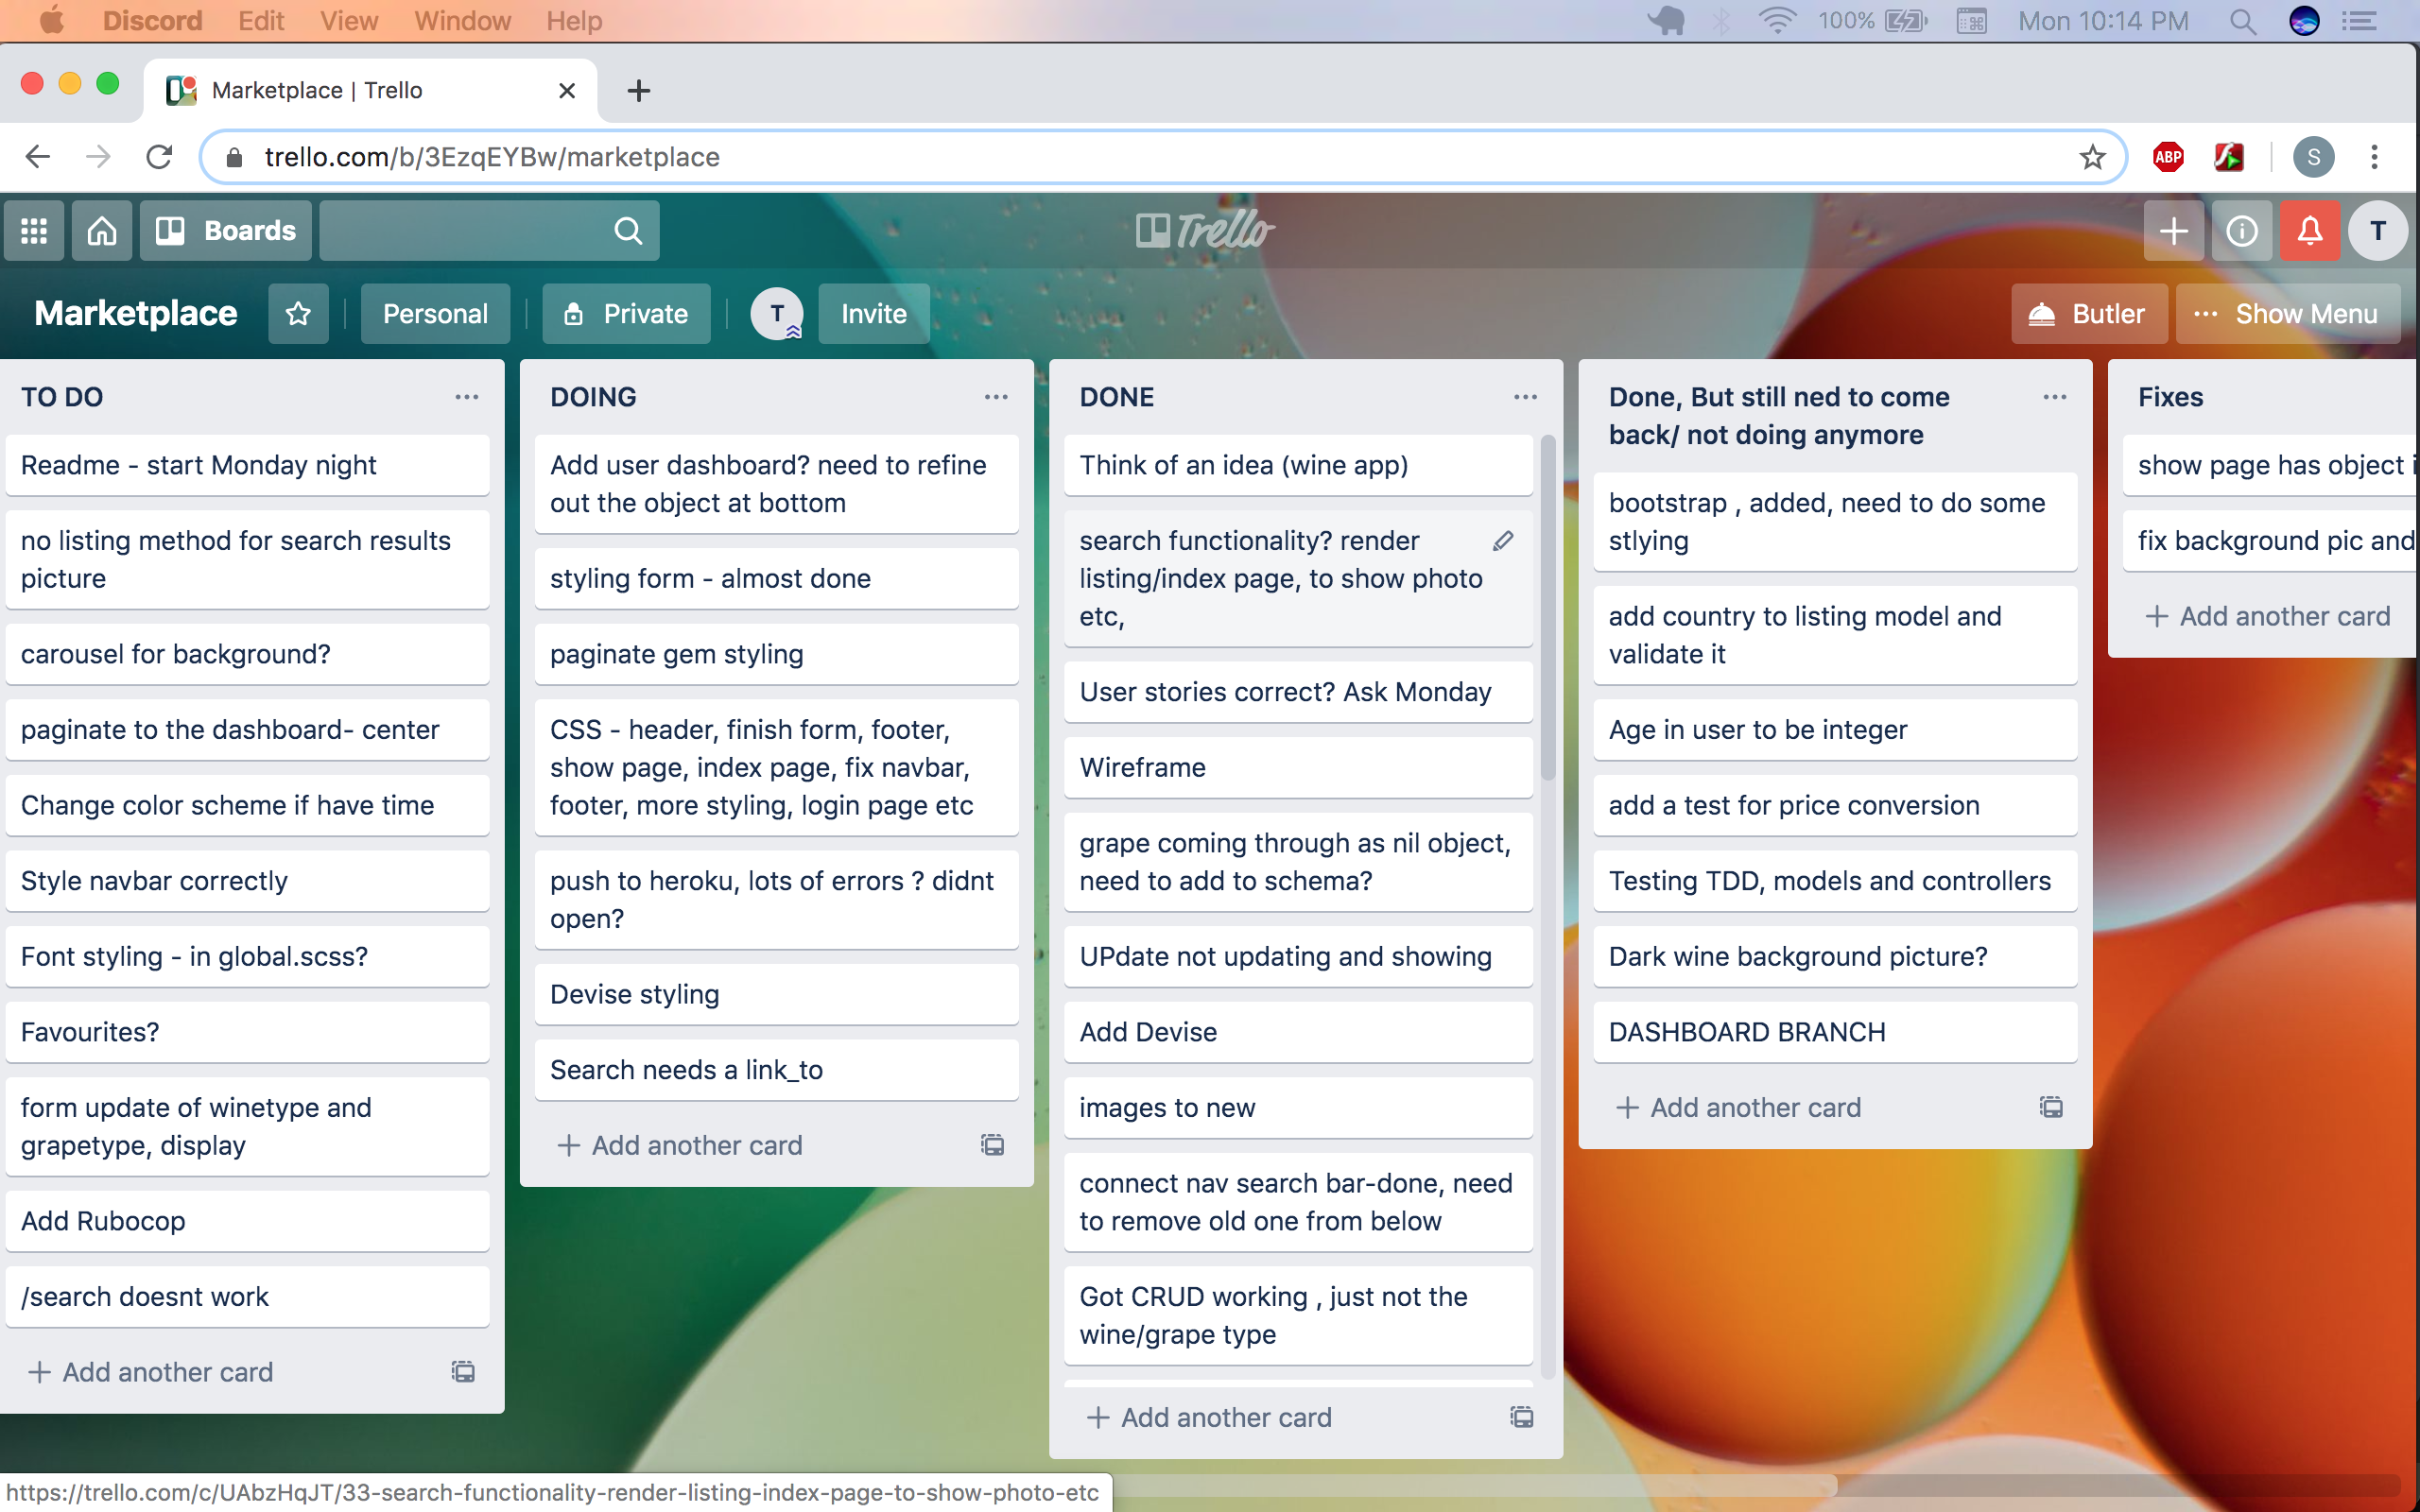 Discord Edit View Window Help 100% Mon 10:14 PM
Marketplace | Trello
trello.com/b/3EzqEYBw/marketplace ABP S
Boards Trello T
Marketplace Personal Private T Invite Butler Show Menu
TO DO
Readme - start Monday night
no listing method for search results
picture
carousel for background?
paginate to the dashboard- center
Change color scheme if have time
Style navbar correctly
Font styling - in global.scss?
Favourites?
form update of winetype and
grapetype, display
Add Rubocop
/search doesnt work
+ Add another card
DOING
Add user dashboard? need to refine
out the object at bottom
styling form - almost done
paginate gem styling
CSS - header, finish form, footer,
show page, index page, fix navbar,
footer, more styling, login page etc
push to heroku, lots of errors ? didnt
open?
Devise styling
Search needs a link_to
+ Add another card
DONE
Think of an idea (wine app)
search functionality? render
listing/index page, to show photo
etc,
User stories correct? Ask Monday
Wireframe
grape coming through as nil object,
need to add to schema?
UPdate not updating and showing
Add Devise
images to new
connect nav search bar-done, need
to remove old one from below
Got CRUD working , just not the
wine/grape type
+ Add another card
Done, But still ned to come
back/ not doing anymore
bootstrap , added, need to do some
stlying
add country to listing model and
validate it
Age in user to be integer
add a test for price conversion
Testing TDD, models and controllers
Dark wine background picture?
DASHBOARD BRANCH
+ Add another card
Fixes
show page has object
fix background pic and
+ Add another card
https://trello.com/c/UAbzHqJT/33-search-functionality-render-listing-index-page-to-show-photo-etc